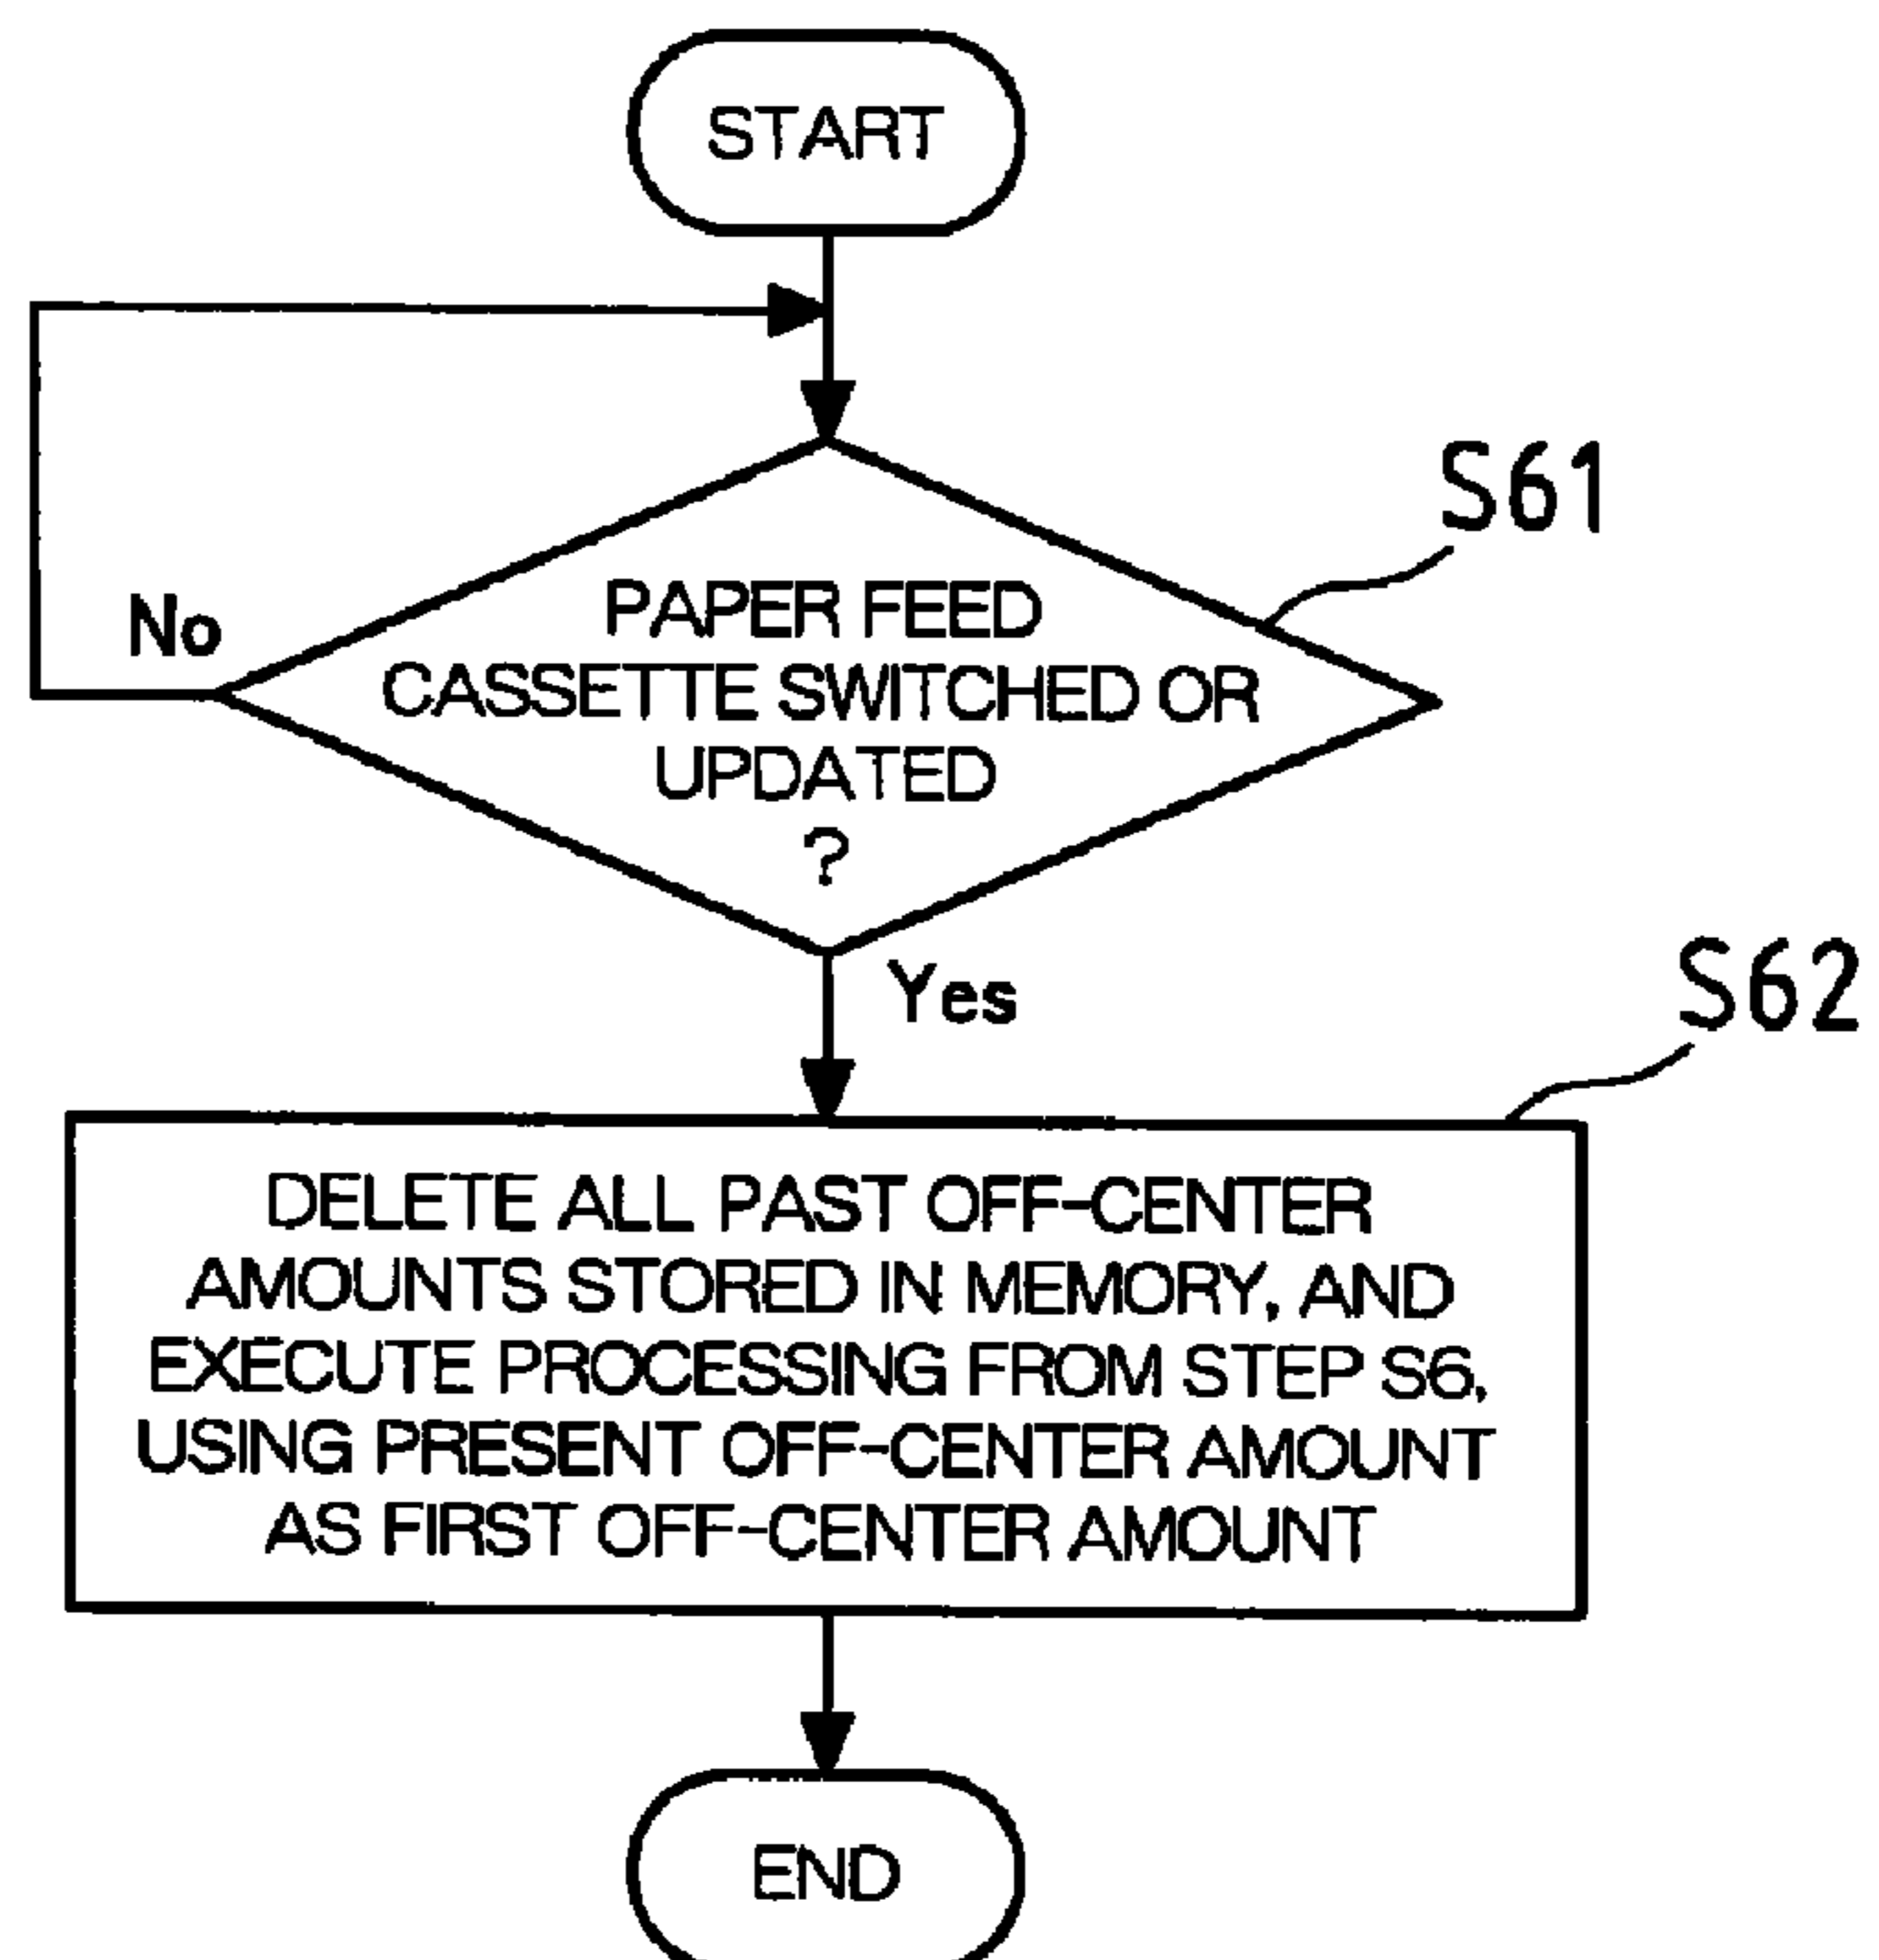 START
S61
No
PAPER FEED
CASSETTE SWITCHED OR
UPDATED
?
Yes
S62
DELETE ALL PAST OFF-CENTER
AMOUNTS STORED IN MEMORY, AND
EXECUTE PROCESSING FROM STEP S6,
USING PRESENT OFF-CENTER AMOUNT
AS FIRST OFF-CENTER AMOUNT
END